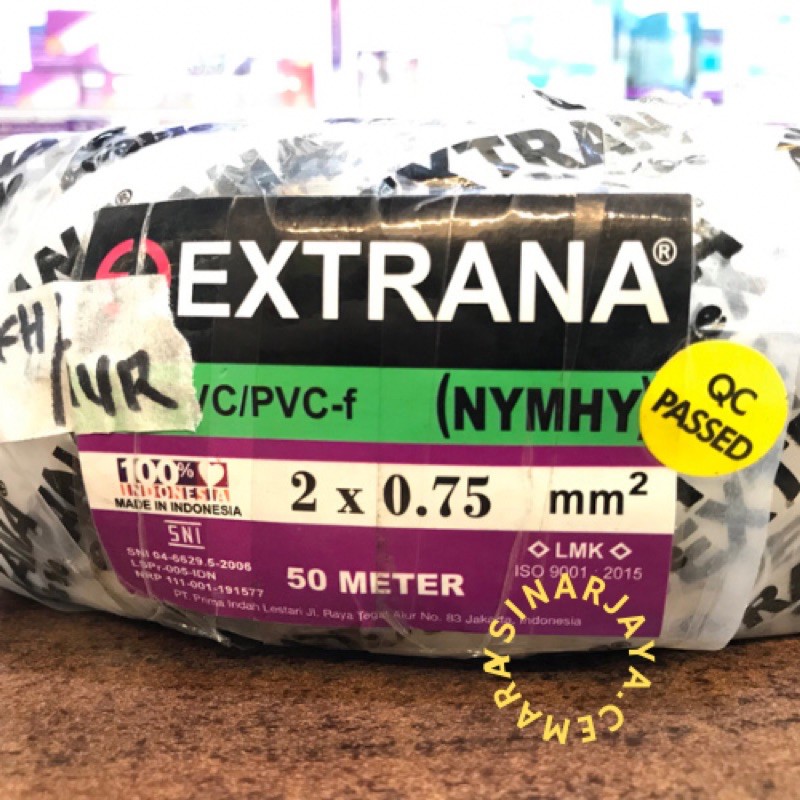 EXTRANA®
VC/PVC-f (NYMHY)
QC PASSED
100%
INDONESIA
MADE IN INDONESIA
2 x 0.75 mm²
SNI
SNI 04-6629.5-2006
LSPr-005-IDN
NRP 111-001-191577
50 METER
LMK
ISO 9001 : 2015
PT. Prima Indah Lestari Jl. Raya Tegal Alur No. 83 Jakarta, Indonesia
SINARJAYA.CEMARA